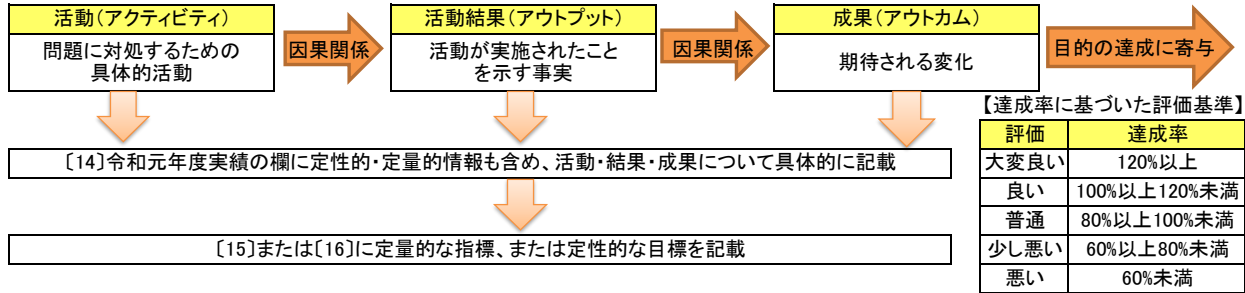 活動(アクティビティ)
問題に対処するための
具体的活動
因果関係
活動結果(アウトプット)
活動が実施されたこと
を示す事実
因果関係
成果(アウトカム)
期待される変化
目的の達成に寄与
〔14〕令和元年度実績の欄に定性的・定量的情報も含め、活動・結果・成果について具体的に記載
〔15〕または〔16〕に定量的な指標、または定性的な目標を記載
【達成率に基づいた評価基準】
評価 達成率
大変良い 120%以上
良い 100%以上120%未満
普通 80%以上100%未満
少し悪い 60%以上80%未満
悪い 60%未満